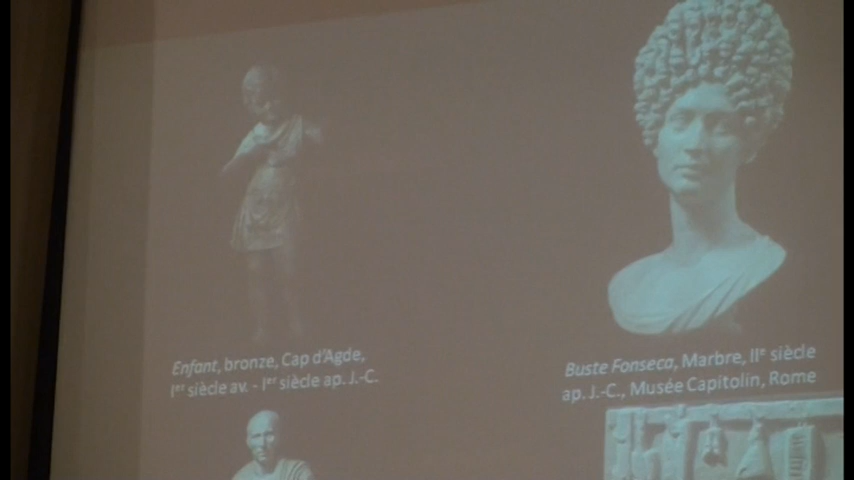 Enfant, bronze, Cap d'Agde,
Ier siècle av. - Ier siècle ap. J.-C.
Buste Fonseca, Marbre, IIe siècle
ap. J.-C., Musée Capitolin, Rome